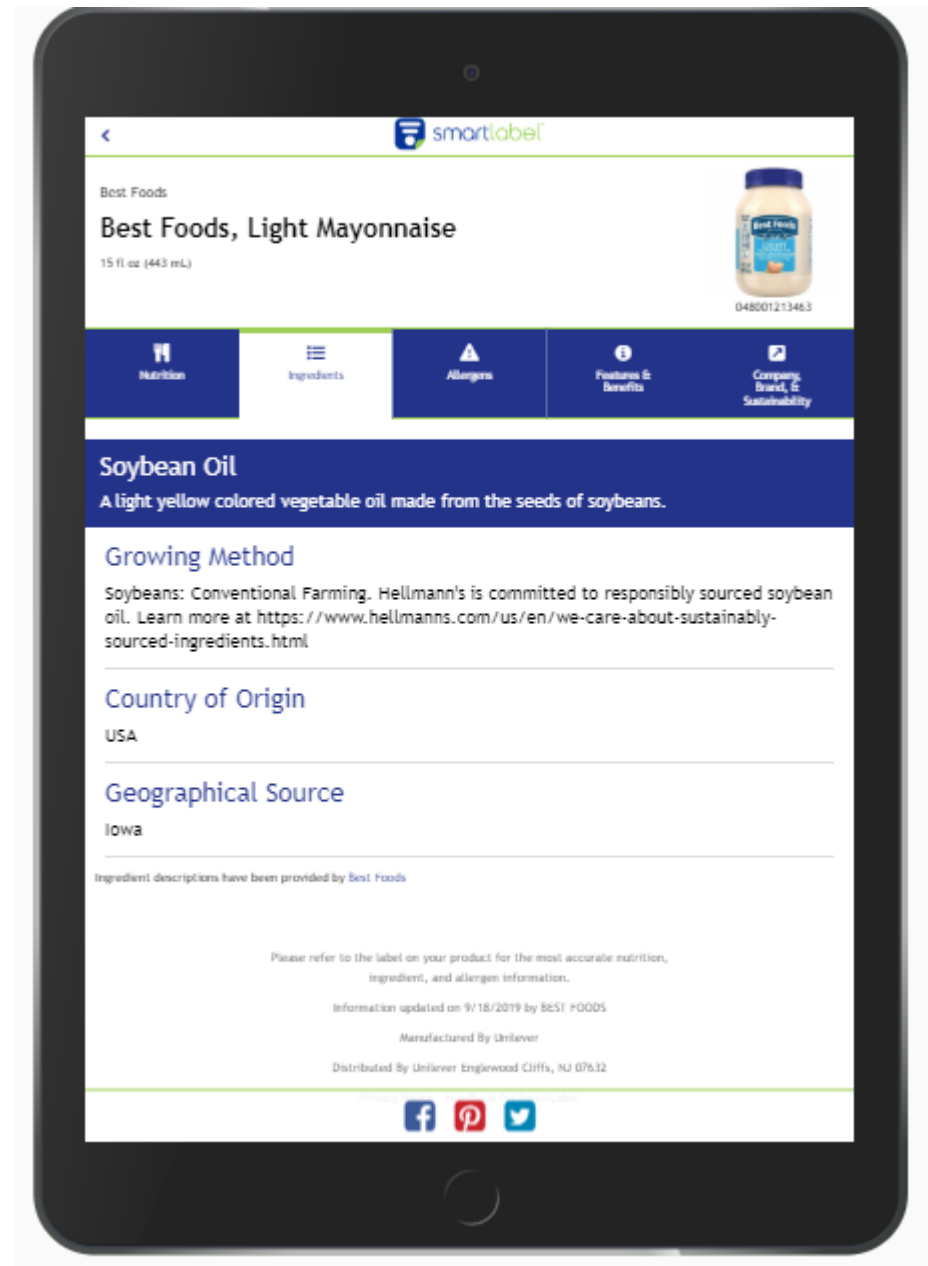 smartlabel
Best Foods
Best Foods, Light Mayonnaise
15 fl oz (443 mL)
Best Foods
LIGHT
048001213463
Nutrition
Ingredients
Allergens
Features &
Benefits
Company,
Brand, &
Sustainability
Soybean Oil
A light yellow colored vegetable oil made from the seeds of soybeans.
Growing Method
Soybeans: Conventional Farming. Hellmann's is committed to responsibly sourced soybean
oil. Learn more at https://www.hellmanns.com/us/en/we-care-about-sustainably-
sourced-ingredients.html
Country of Origin
USA
Geographical Source
Iowa
Ingredient descriptions have been provided by Best Foods
Please refer to the label on your product for the most accurate nutrition,
ingredient, and allergen information.
Information updated on 9/18/2019 by BEST FOODS
Manufactured By Unilever
Distributed By Unilever Englewood Cliffs, NJ 07632